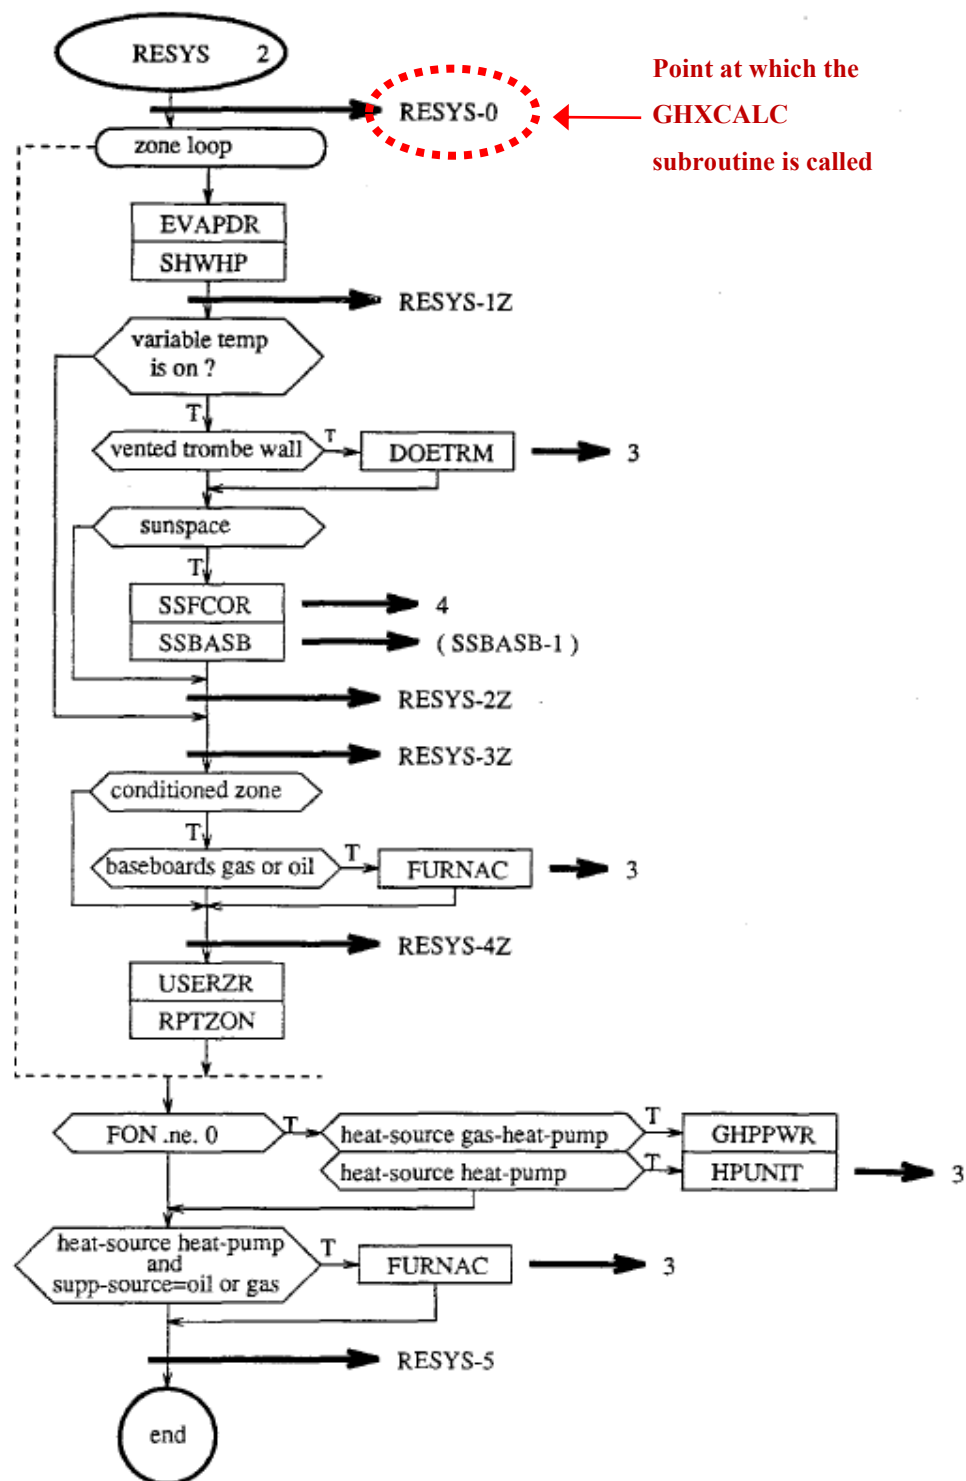 RESYS 2
Point at which the
GHXCALC
subroutine is called
RESYS-0
zone loop
EVAPDR
SHWHP
RESYS-1Z
variable temp
is on ?
T
vented trombe wall
T
DOETRM
3
sunspace
T
SSFCOR
4
SSBASB
( SSBASB-1 )
RESYS-2Z
RESYS-3Z
conditioned zone
T
baseboards gas or oil
T
FURNAC
3
RESYS-4Z
USERZR
RPTZON
FON .ne. 0
T
heat-source gas-heat-pump
T
GHPPWR
heat-source heat-pump
T
HPUNIT
3
heat-source heat-pump
and
supp-source=oil or gas
T
FURNAC
3
RESYS-5
end